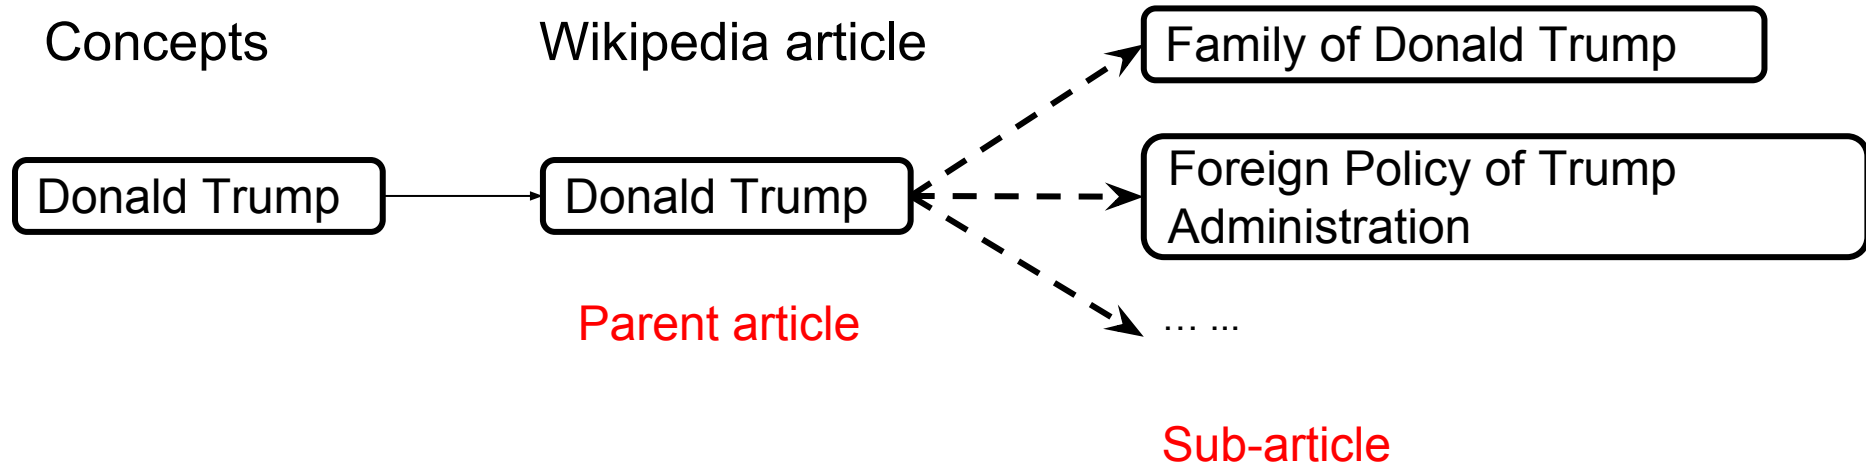 Concepts
Wikipedia article
Family of Donald Trump
Donald Trump
Donald Trump
Foreign Policy of Trump
Administration
Parent article
... ...
Sub-article